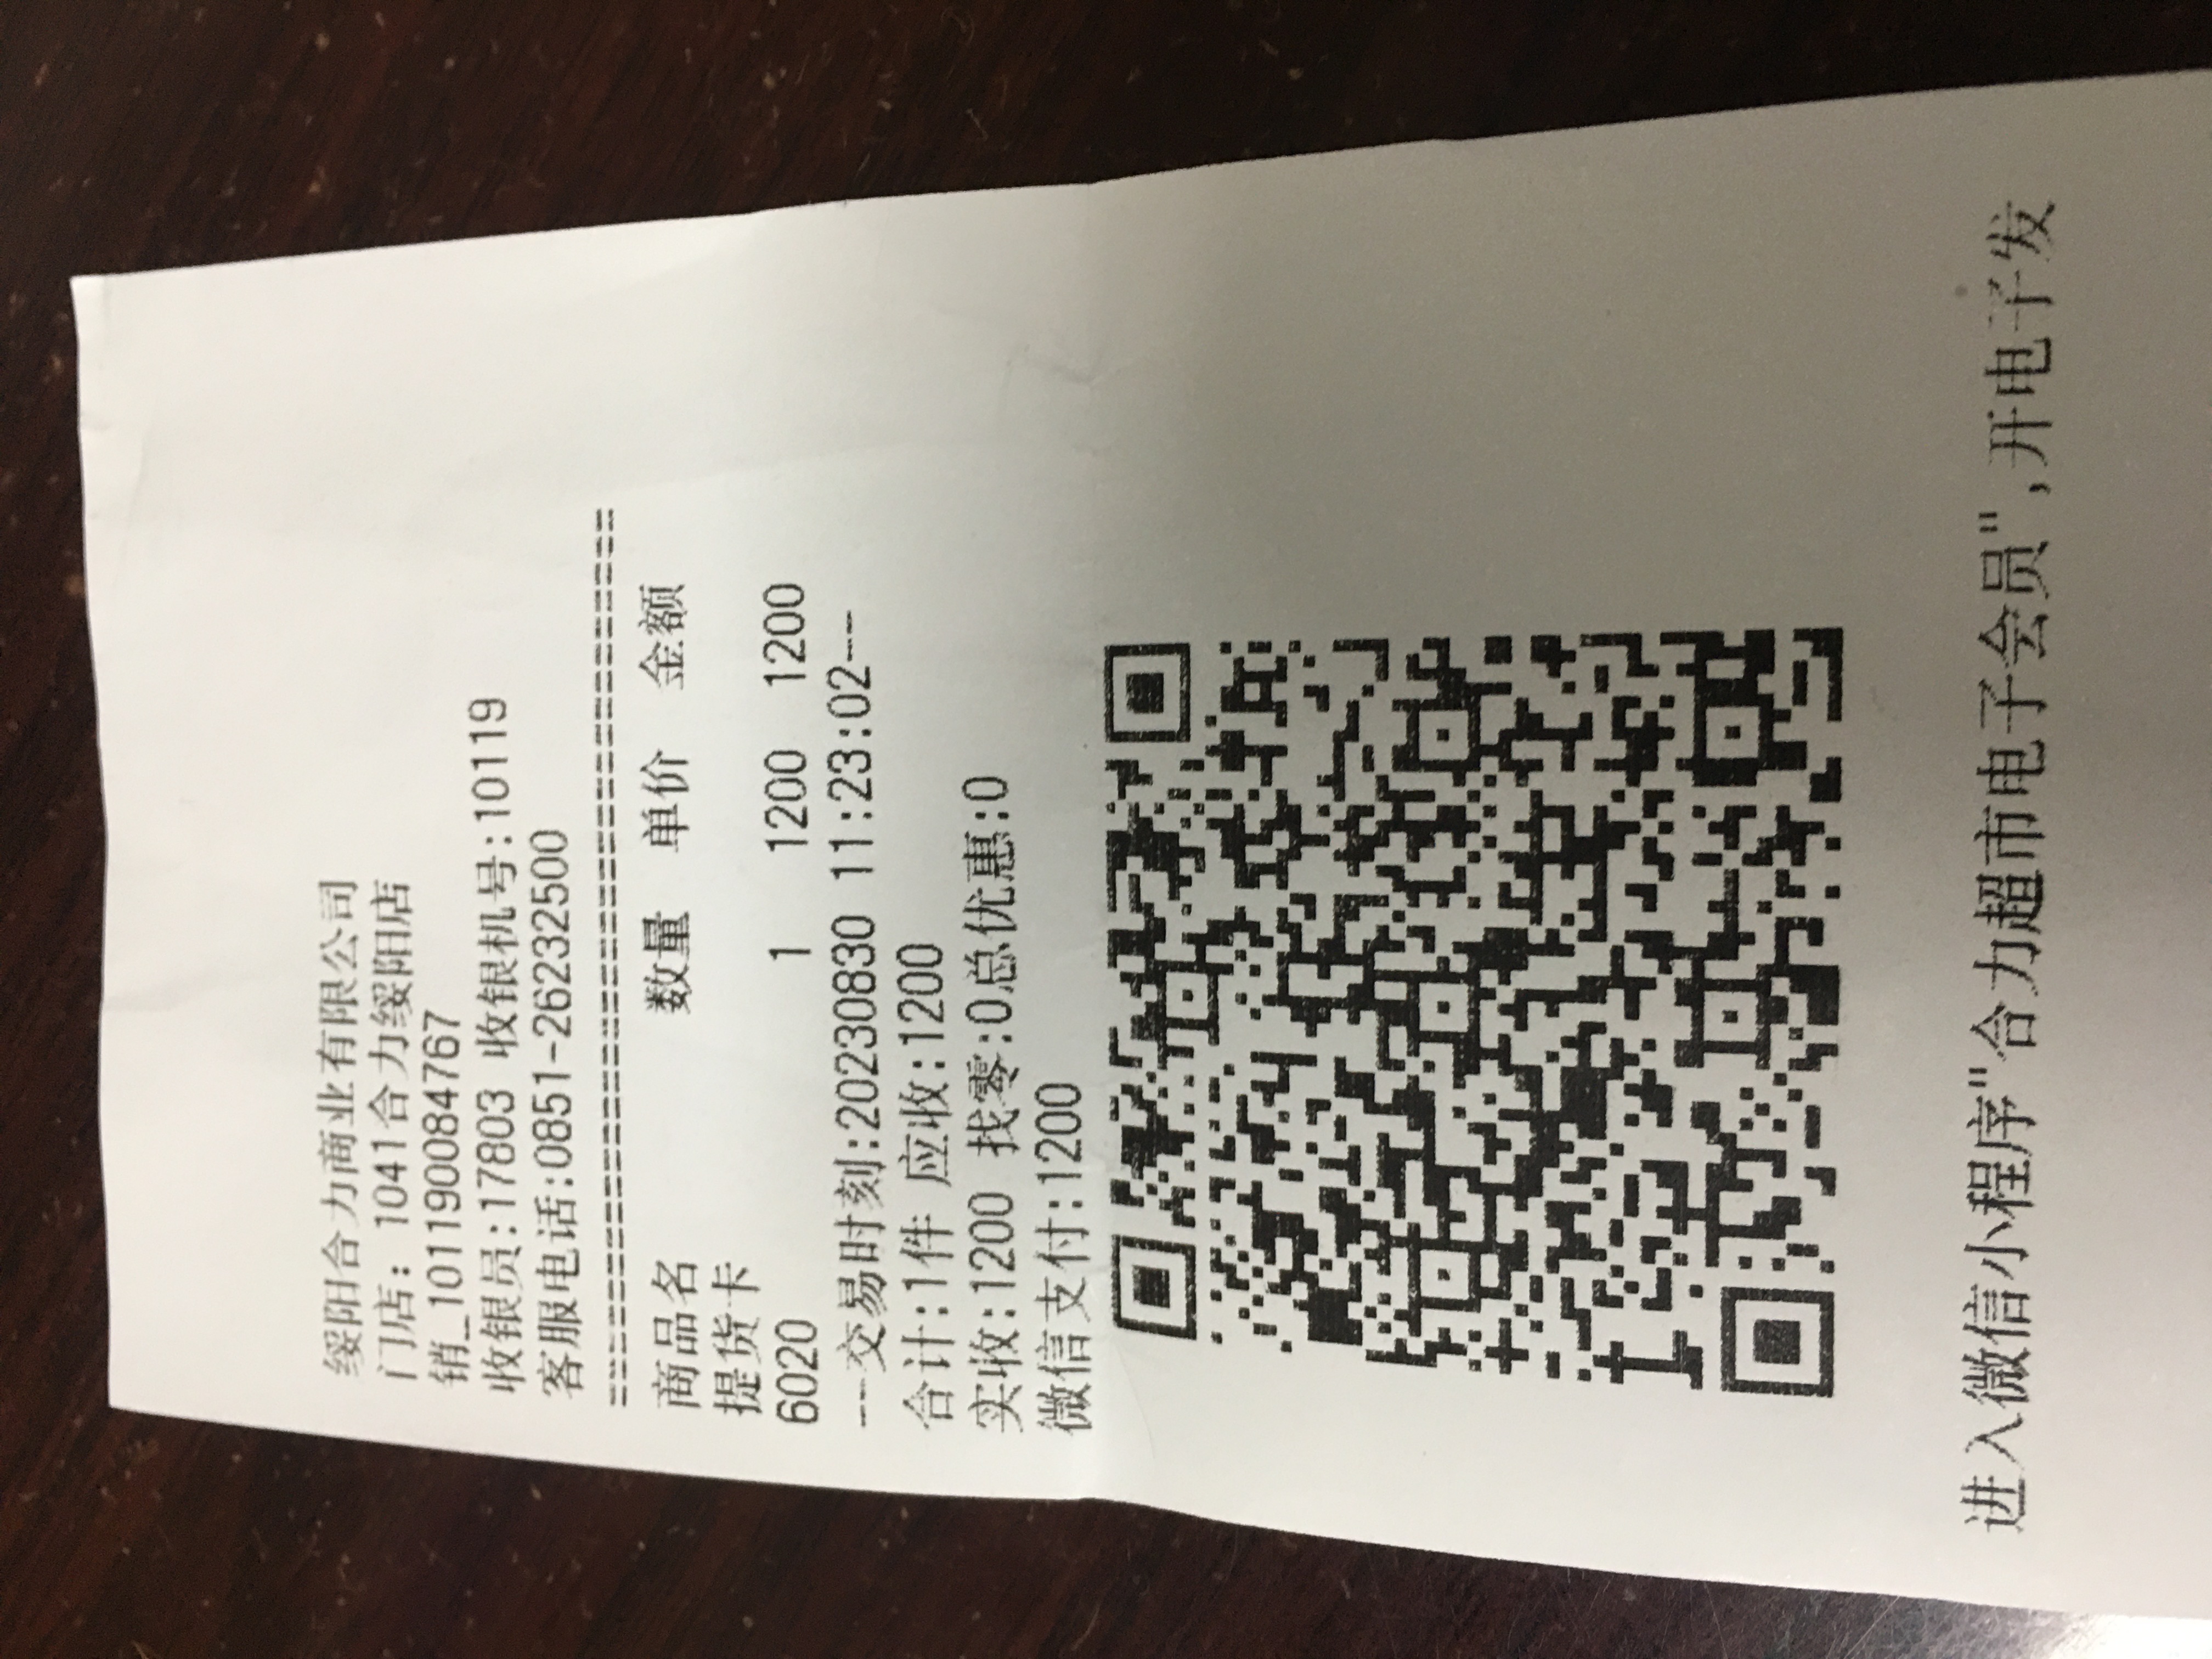 绥阳合力商业有限公司
门店: 1041合力绥阳店
销_1011900847​67
收银员:17803 收银机号:10119
客服电话:0851-26232500
================================================
商品名 数量 单价 金额
提货卡
6020 1 1200 1200
---交易时刻:20230830 11:23:02---
合计:1件 应收:1200
实收:1200 找零:0总优惠:0
微信支付:1200
进入微信小程序"合力超市电子会员",开电子发